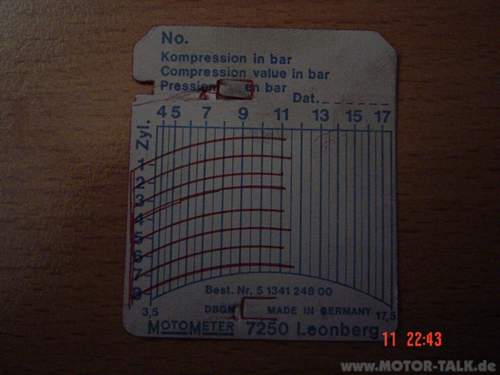 No.
Kompression in bar
Compression value in bar
Pression en bar
Dat.
4 5 7 9 11 13 15 17
Zyl.
1
2
3
4
5
6
7
8
Best. Nr. 5 1341 248 00
3,5 DBGM MADE IN GERMANY 17,5
MOTOMETER 7250 Leonberg
11 22:43
www.MOTOR-TALK.de